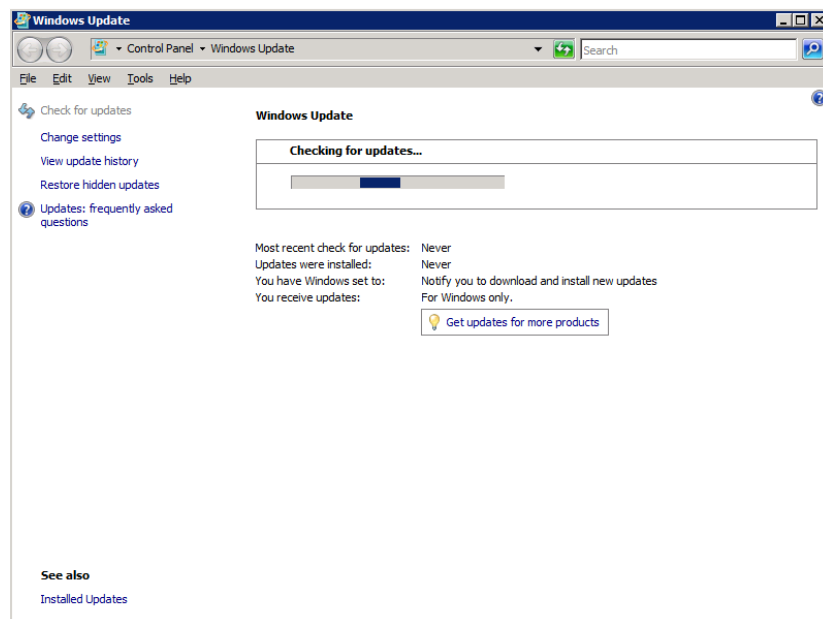 Windows Update
Control Panel Windows Update
Search
File Edit View Tools Help
Check for updates
Change settings
View update history
Restore hidden updates
Updates: frequently asked
questions
Windows Update
Checking for updates...
Most recent check for updates: Never
Updates were installed: Never
You have Windows set to: Notify you to download and install new updates
You receive updates: For Windows only.
Get updates for more products
See also
Installed Updates